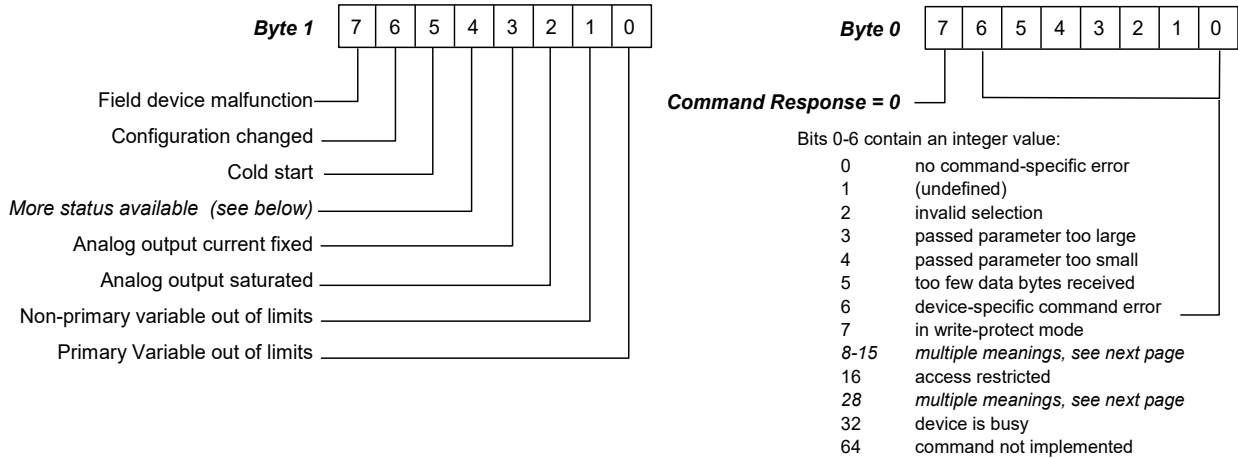 Byte 1 7 6 5 4 3 2 1 0
Field device malfunction
Configuration changed
Cold start
More status available (see below)
Analog output current fixed
Analog output saturated
Non-primary variable out of limits
Primary Variable out of limits
Byte 0 7 6 5 4 3 2 1 0
Command Response = 0
Bits 0-6 contain an integer value:
0 no command-specific error
1 (undefined)
2 invalid selection
3 passed parameter too large
4 passed parameter too small
5 too few data bytes received
6 device-specific command error
7 in write-protect mode
8-15 multiple meanings, see next page
16 access restricted
28 multiple meanings, see next page
32 device is busy
64 command not implemented